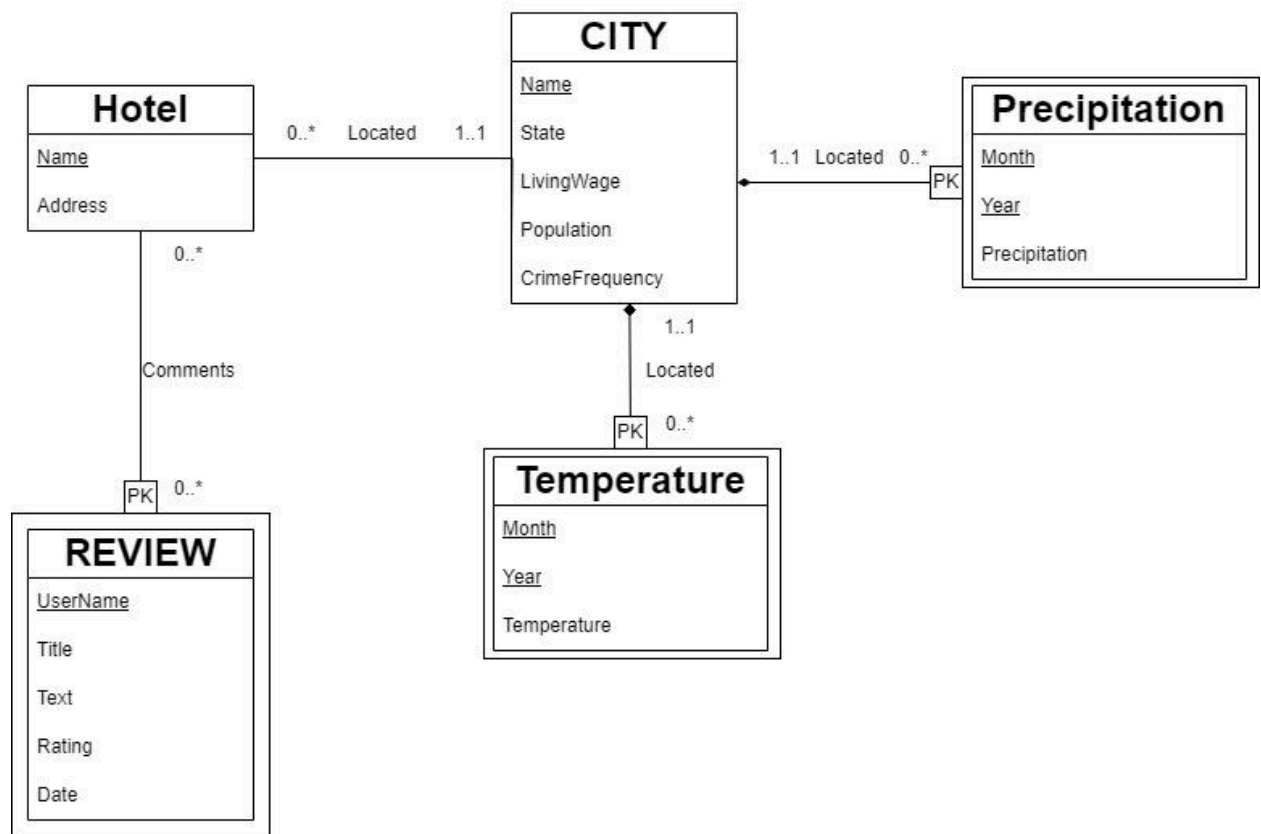 CITY
Name
State
LivingWage
Population
CrimeFrequency
Hotel
Name
Address
0..* Located 1..1
Precipitation
Month
Year
Precipitation
1..1 Located 0..*
PK
0..*
Comments
PK 0..*
1..1
Located
PK 0..*
Temperature
Month
Year
Temperature
REVIEW
UserName
Title
Text
Rating
Date